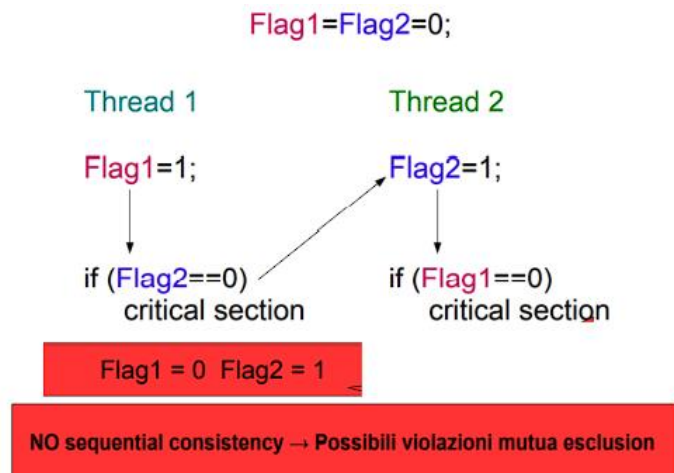 Flag1=Flag2=0;
Thread 1
Flag1=1;
if (Flag2==0)
critical section
Thread 2
Flag2=1;
if (Flag1==0)
critical section
Flag1 = 0 Flag2 = 1
NO sequential consistency → Possibili violazioni mutua esclusion